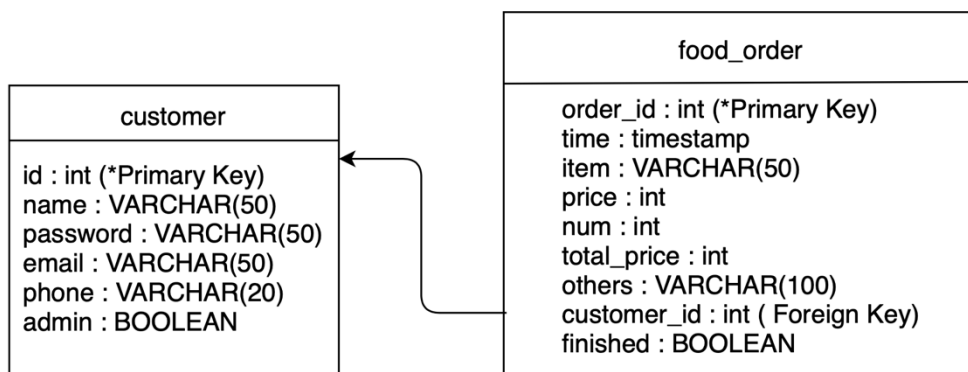 customer
id : int (*Primary Key)
name : VARCHAR(50)
password : VARCHAR(50)
email : VARCHAR(50)
phone : VARCHAR(20)
admin : BOOLEAN
food_order
order_id : int (*Primary Key)
time : timestamp
item : VARCHAR(50)
price : int
num : int
total_price : int
others : VARCHAR(100)
customer_id : int ( Foreign Key)
finished : BOOLEAN